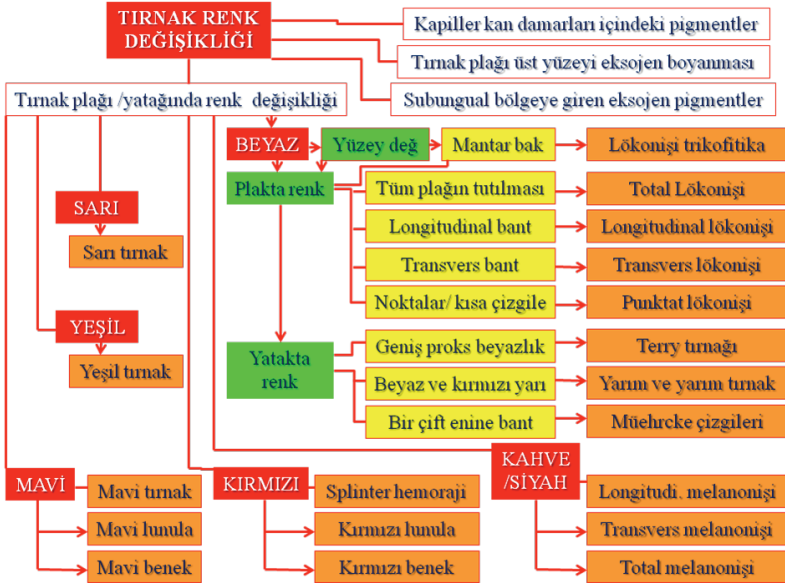 TIRNAK RENK
DEĞİŞİKLİĞİ
Kapiller kan damarları içindeki pigmentler
Tırnak plağı üst yüzeyi eksojen boyanması
Subungual bölgeye giren eksojen pigmentler
Tırnak plağı /yatağında renk değişikliği
BEYAZ
Yüzey değ
Mantar bak
Lökonişi trikofitika
Plakta renk
Tüm plağın tutılması
Total Lökonişi
Longitudinal bant
Longitudinal lökonişi
Transvers bant
Transvers lökonişi
Noktalar/ kısa çizgile
Punktat lökonişi
SARI
Sarı tırnak
YEŞİL
Yeşil tırnak
Yatakta
renk
Geniş proks beyazlık
Terry tırnağı
Beyaz ve kırmızı yarı
Yarım ve yarım tırnak
Bir çift enine bant
Müehrcke çizgileri
MAVİ
Mavi tırnak
Mavi lunula
Mavi benek
KIRMIZI
Splinter hemoraji
Kırmızı lunula
Kırmızı benek
KAHVE
/SİYAH
Longitudi. melanonişi
Transvers melanonişi
Total melanonişi